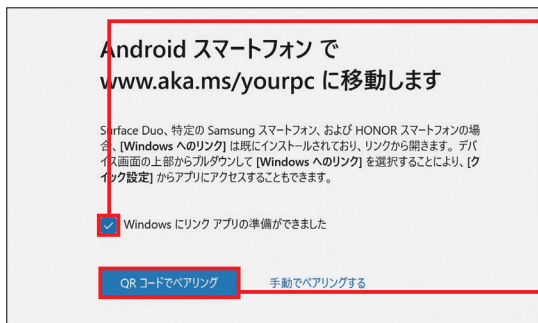 Android スマートフォン で
www.aka.ms/yourpc に移動します
Surface Duo、特定の Samsung スマートフォン、および HONOR スマートフォンの場
合、[Windows へのリンク] は既にインストールされており、リンクから開きます。デバ
イス画面の上部からプルダウンして [Windows へのリンク] を選択することにより、[ク
イック設定] からアプリにアクセスすることもできます。
Windows にリンク アプリの準備ができました
QR コードでペアリング
手動でペアリングする